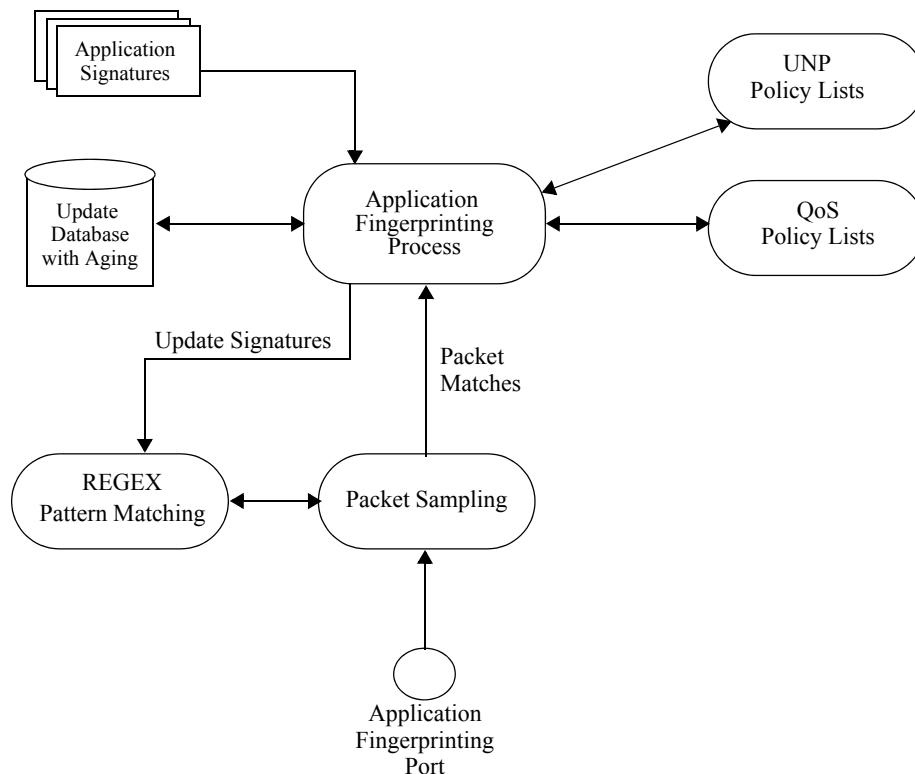 Application
Signatures
UNP
Policy Lists
Update
Database
with Aging
Application
Fingerprinting
Process
QoS
Policy Lists
Update Signatures
Packet
Matches
REGEX
Pattern Matching
Packet Sampling
Application
Fingerprinting
Port